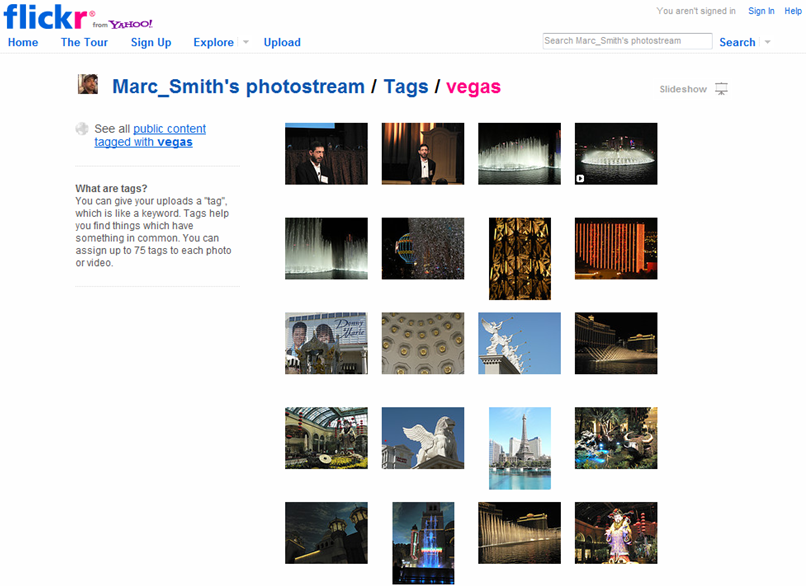 flickr® from YAHOO!
You aren't signed in Sign In Help
Home The Tour Sign Up Explore Upload
Search Marc_Smith's photostream Search
Marc_Smith's photostream / Tags / vegas
Slideshow
See all public content
tagged with vegas
What are tags?
You can give your uploads a "tag",
which is like a keyword. Tags help
you find things which have
something in common. You can
assign up to 75 tags to each photo
or video.
Donny
Marie